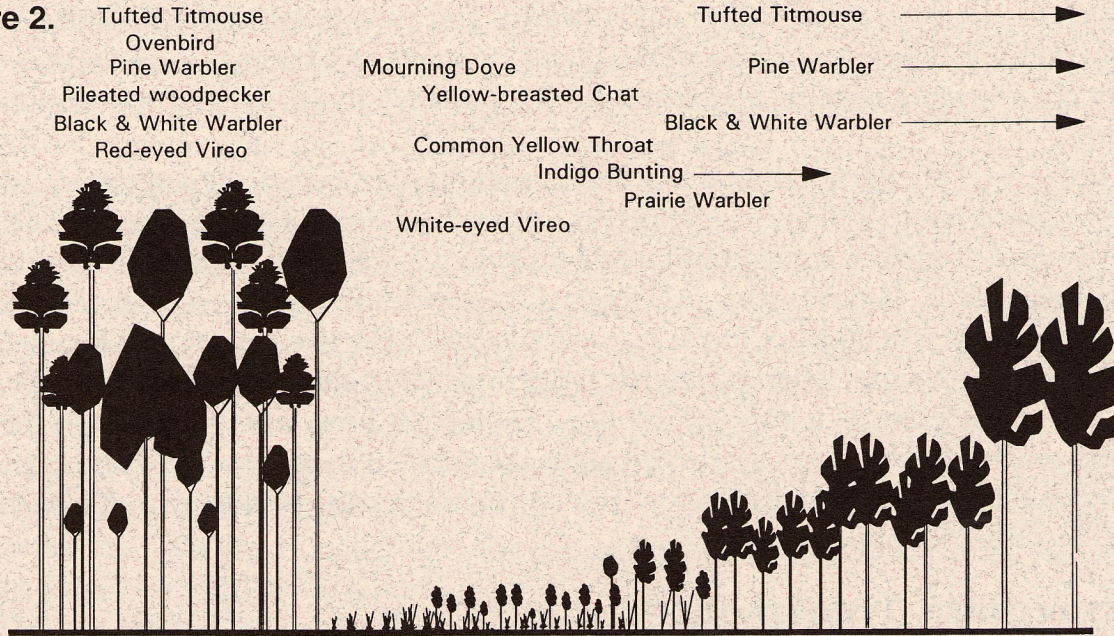 e 2.
Tufted Titmouse
Ovenbird
Pine Warbler
Pileated woodpecker
Black & White Warbler
Red-eyed Vireo
Mourning Dove
Yellow-breasted Chat
Common Yellow Throat
Indigo Bunting
Prairie Warbler
White-eyed Vireo
Tufted Titmouse
Pine Warbler
Black & White Warbler